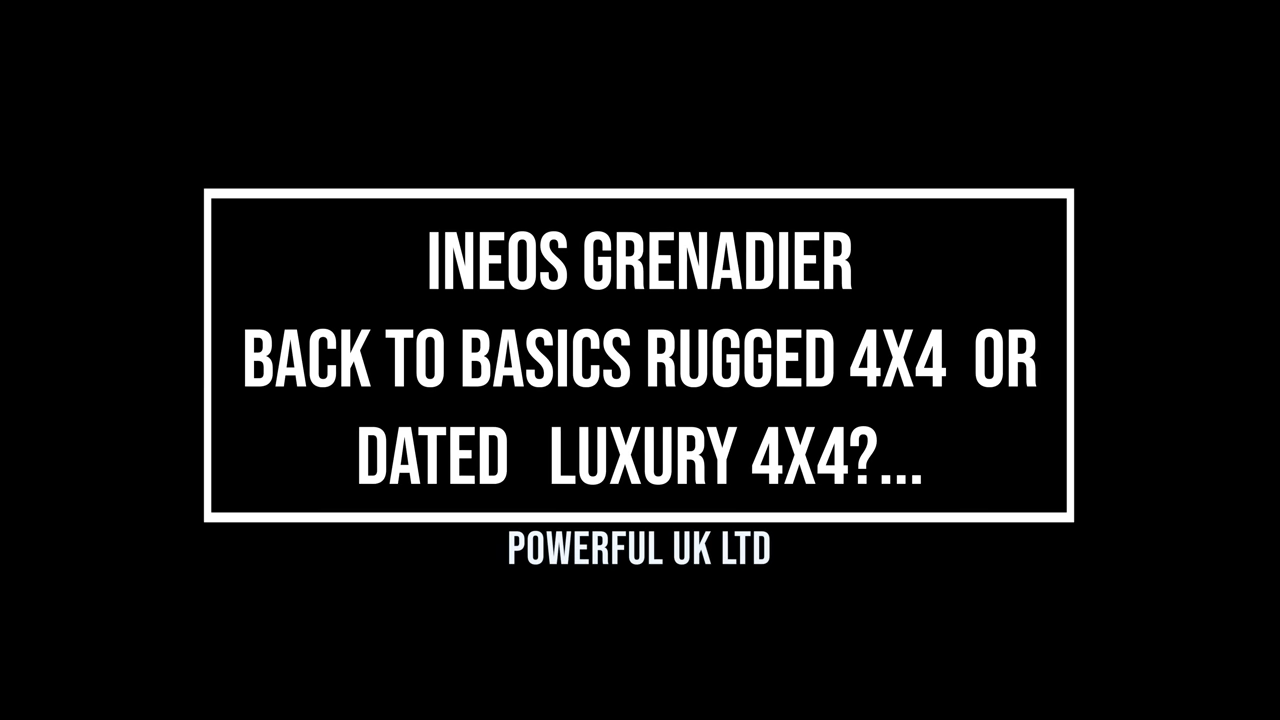 INEOS GRENADIER
BACK TO BASICS RUGGED 4X4  OR
DATED   LUXURY 4X4?...
POWERFUL UK LTD